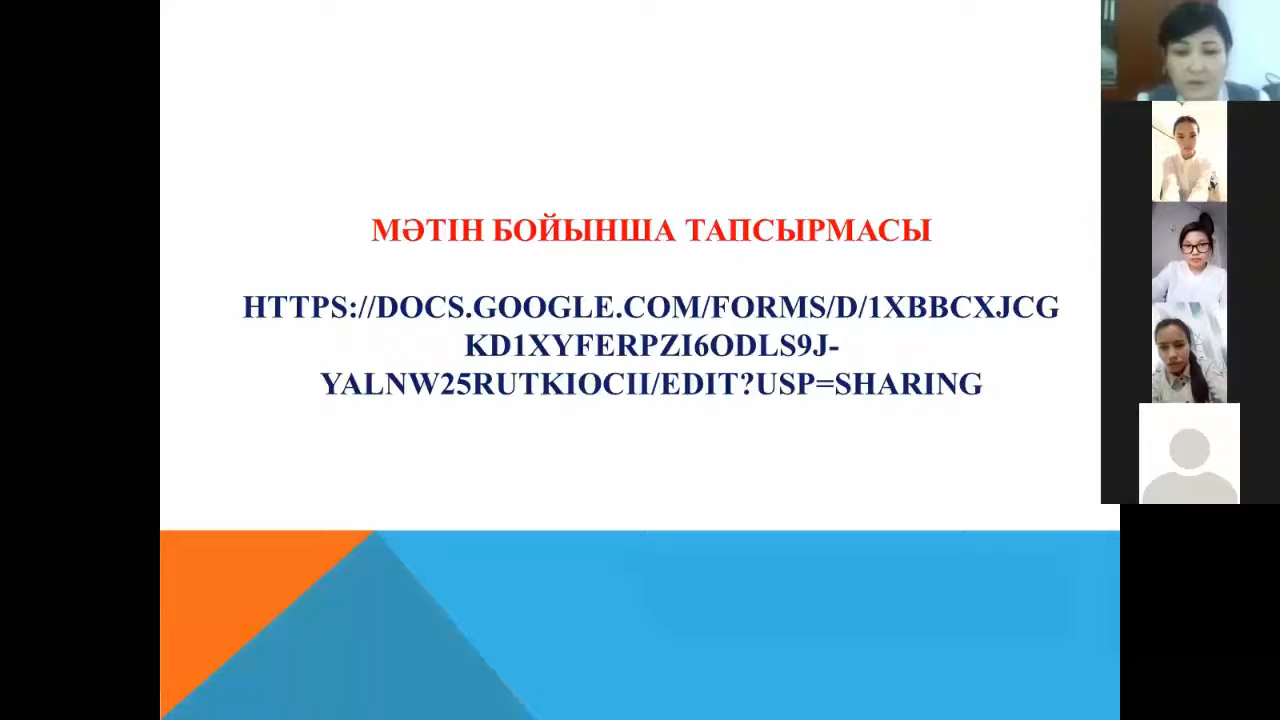 МӘТІН БОЙЫНША ТАПСЫРМАСЫ
HTTPS://DOCS.GOOGLE.COM/FORMS/D/1XBBCXJCG
KD1XYFERPZI6ODLS9J-
YALNW25RUTKIOCII/EDIT?USP=SHARING